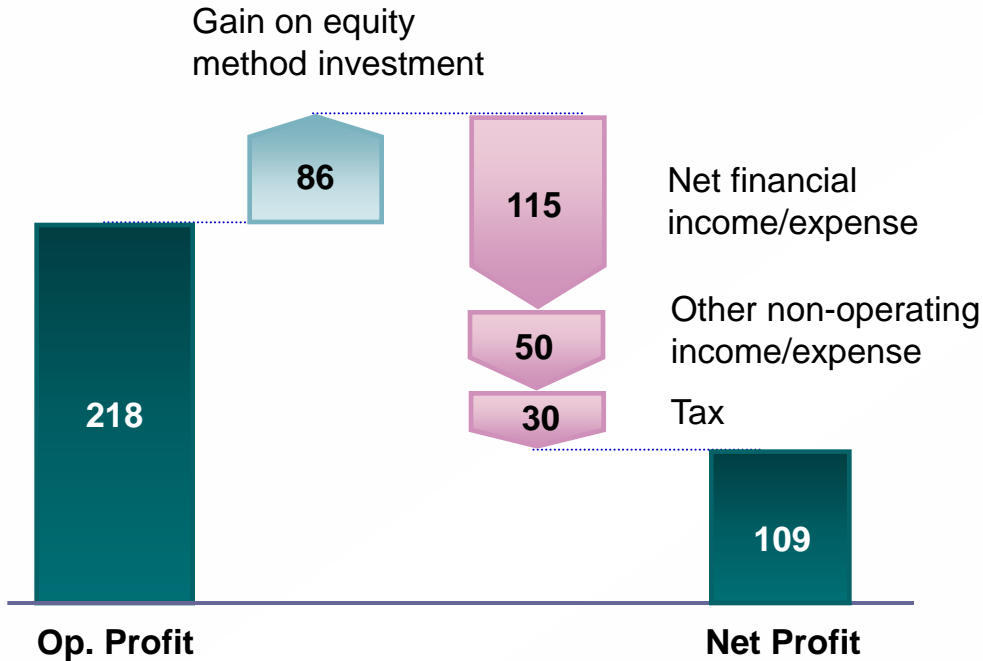 Gain on equity
method investment
86
115
Net financial
income/expense
Other non-operating
income/expense
50
218
30
Tax
109
Op. Profit
Net Profit